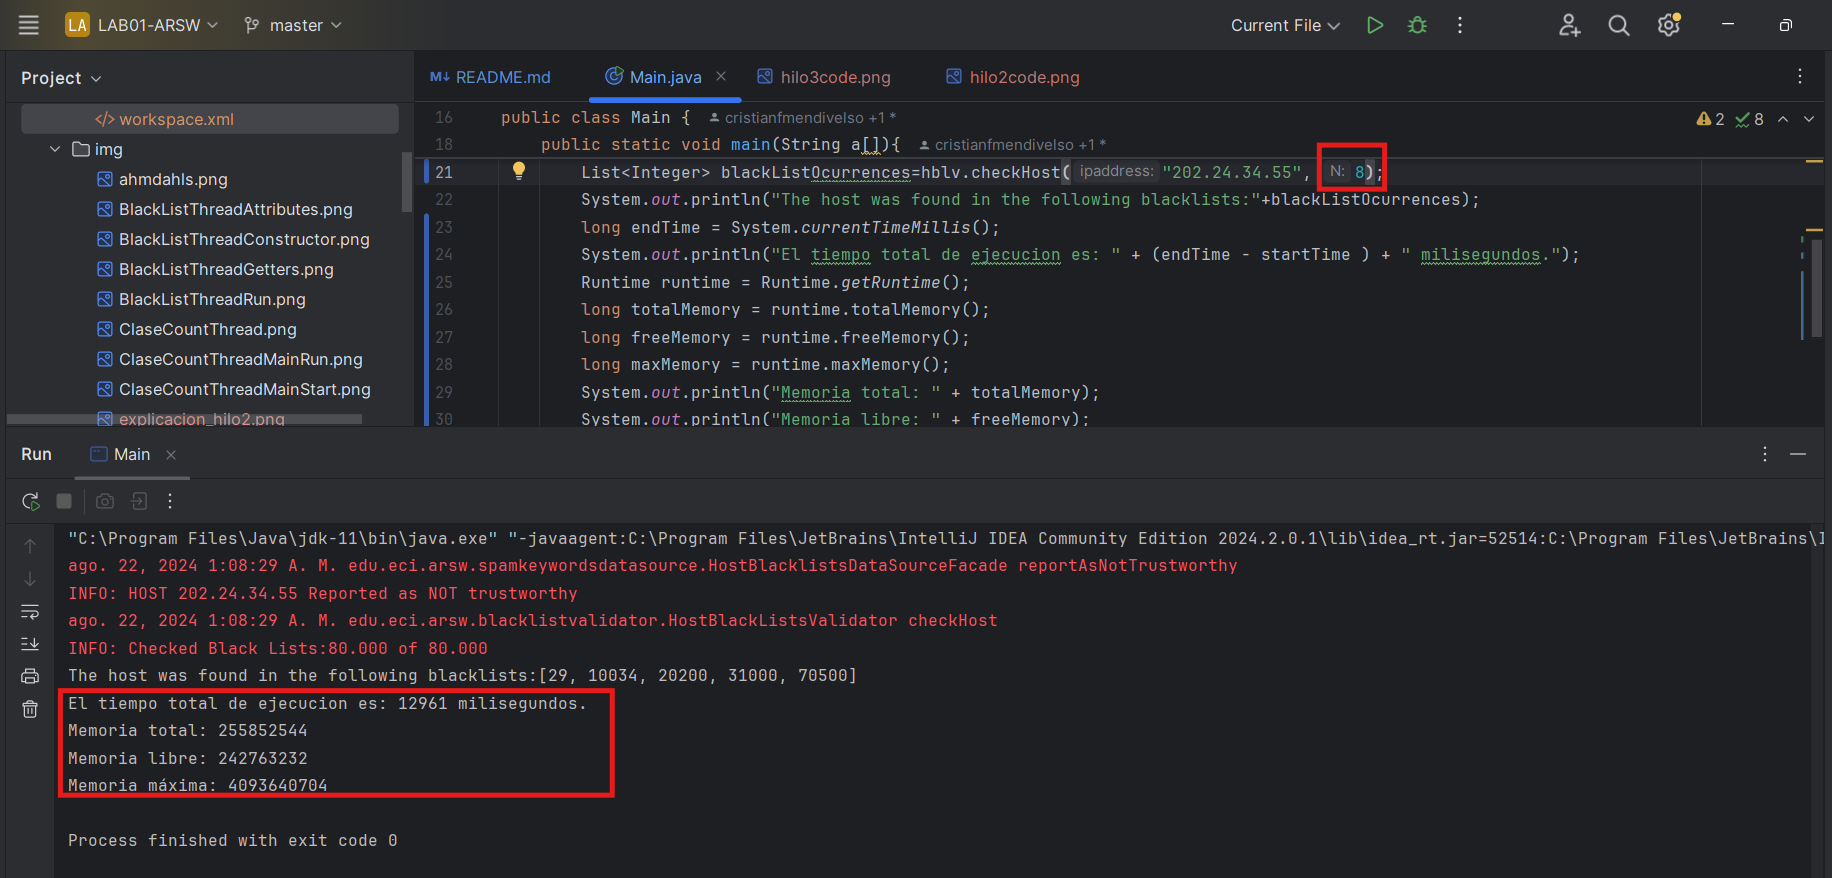 LA LAB01-ARSW master Current File
Project
README.md Main.java hilo3code.png hilo2code.png
workspace.xml
img
ahmdahls.png
BlackListThreadAttributes.png
BlackListThreadConstructor.png
BlackListThreadGetters.png
BlackListThreadRun.png
ClaseCountThread.png
ClaseCountThreadMainRun.png
ClaseCountThreadMainStart.png
explicacion_hilo2.png
16 public class Main { cristianfmendivelso +1 * 2 8
18 public static void main(String a[]){ cristianfmendivelso +1 *
21 List<Integer> blackListOcurrences=hblv.checkHost( ipaddress: "202.24.34.55", N: 8);
22 System.out.println("The host was found in the following blacklists:"+blackListOcurrences);
23 long endTime = System.currentTimeMillis();
24 System.out.println("El tiempo total de ejecucion es: " + (endTime - startTime ) + " milisegundos.");
25 Runtime runtime = Runtime.getRuntime();
26 long totalMemory = runtime.totalMemory();
27 long freeMemory = runtime.freeMemory();
28 long maxMemory = runtime.maxMemory();
29 System.out.println("Memoria total: " + totalMemory);
30 System.out.println("Memoria libre: " + freeMemory);
Run Main
"C:\Program Files\Java\jdk-11\bin\java.exe" "-javaagent:C:\Program Files\JetBrains\IntelliJ IDEA Community Edition 2024.2.0.1\lib\idea_rt.jar=52514:C:\Program Files\JetBrains\I
ago. 22, 2024 1:08:29 A. M. edu.eci.arsw.spamkeywordsdatasource.HostBlacklistsDataSourceFacade reportAsNotTrustworthy
INFO: HOST 202.24.34.55 Reported as NOT trustworthy
ago. 22, 2024 1:08:29 A. M. edu.eci.arsw.blacklistvalidator.HostBlackListsValidator checkHost
INFO: Checked Black Lists:80.000 of 80.000
The host was found in the following blacklists:[29, 10034, 20200, 31000, 70500]
El tiempo total de ejecucion es: 12961 milisegundos.
Memoria total: 255852544
Memoria libre: 242763232
Memoria máxima: 4093640704
Process finished with exit code 0